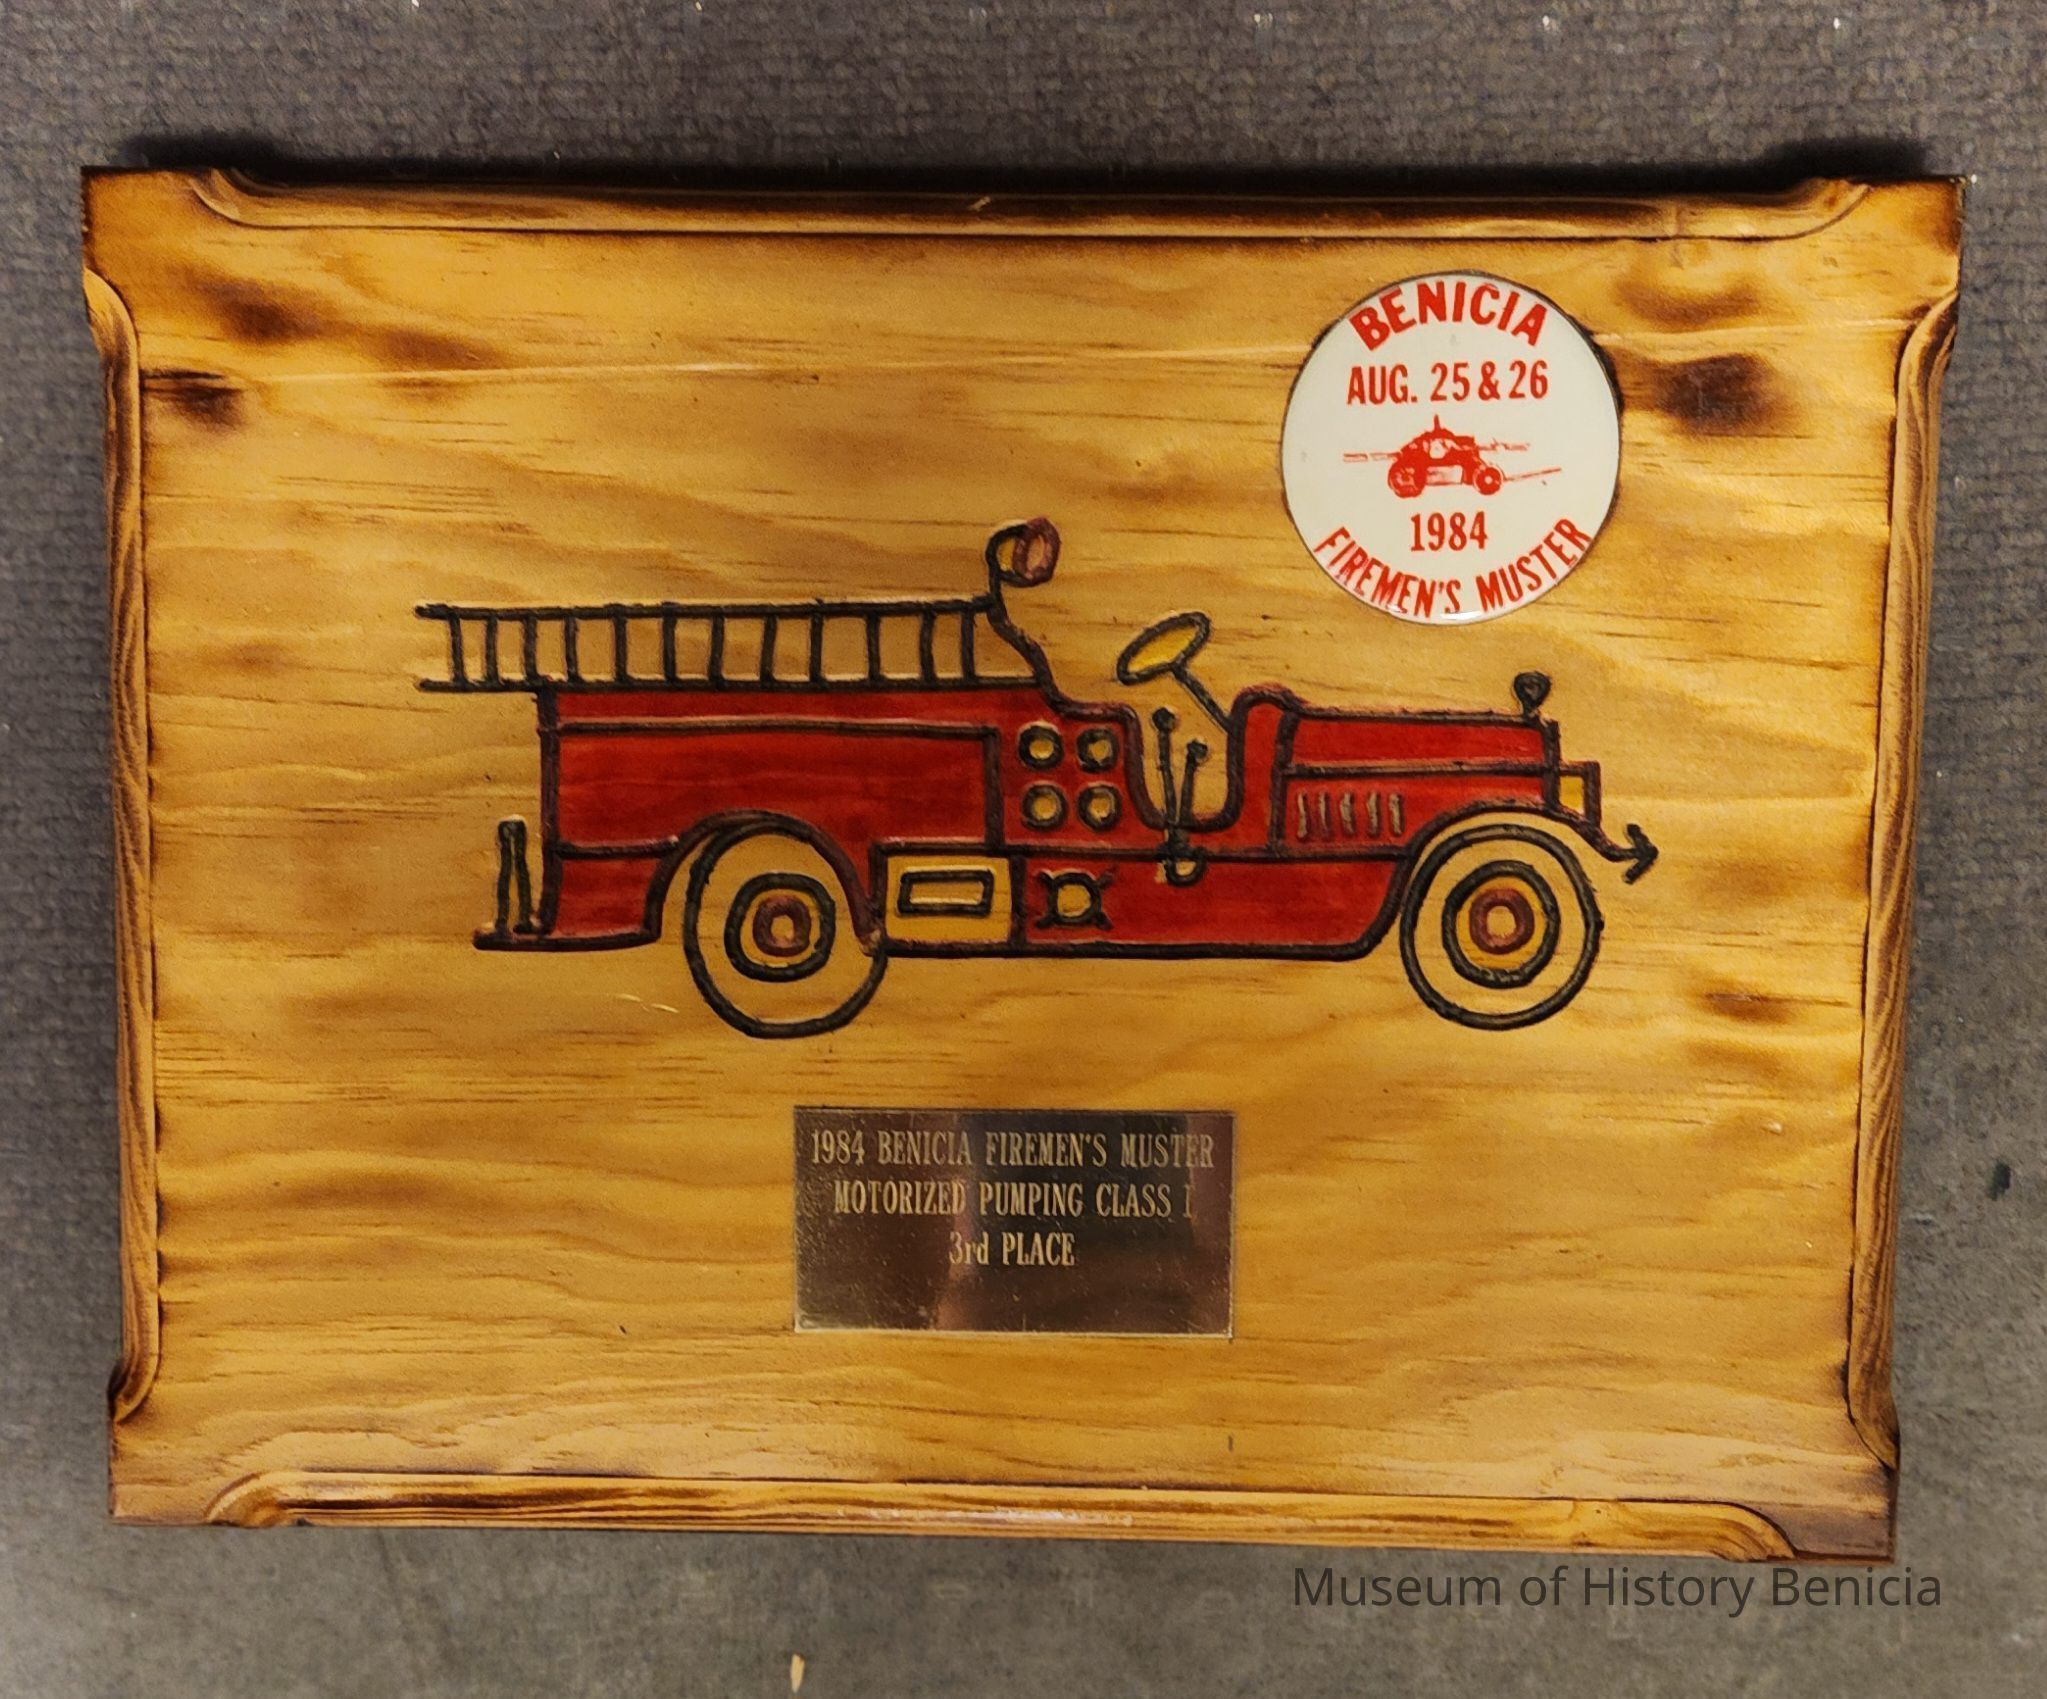 BENICIA
AUG. 25 & 26
1984
FIREMEN'S MUSTER
1984 BENICIA FIREMEN'S MUSTER
MOTORIZED PUMPING CLASS I
3rd PLACE
Museum of History Benicia